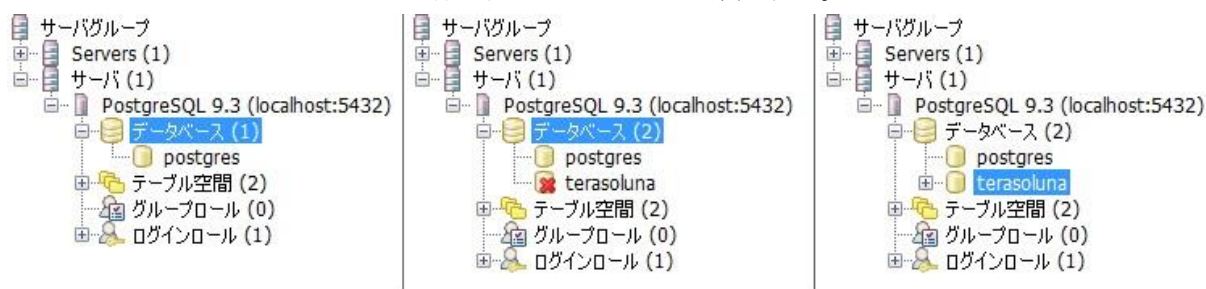 サーバグループ
Servers (1)
サーバ (1)
PostgreSQL 9.3 (localhost:5432)
データベース (1)
postgres
テーブル空間 (2)
グループロール (0)
ログインロール (1)
サーバグループ
Servers (1)
サーバ (1)
PostgreSQL 9.3 (localhost:5432)
データベース (2)
postgres
terasoluna
テーブル空間 (2)
グループロール (0)
ログインロール (1)
サーバグループ
Servers (1)
サーバ (1)
PostgreSQL 9.3 (localhost:5432)
データベース (2)
postgres
terasoluna
テーブル空間 (2)
グループロール (0)
ログインロール (1)